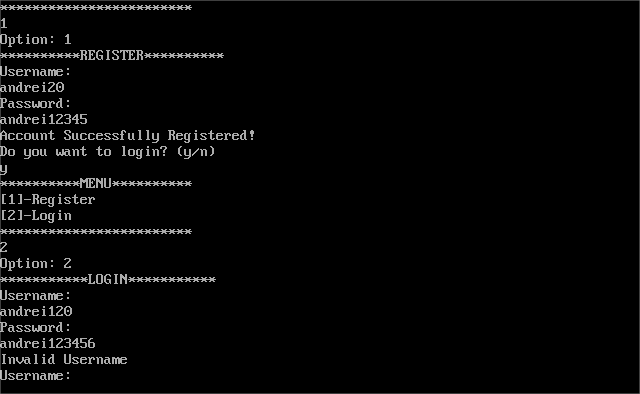 ************************
1
Option: 1
**********REGISTER**********
Username:
andrei20
Password:
andrei12345
Account Successfully Registered!
Do you want to login? (y/n)
y
**********MENU**********
[1]-Register
[2]-Login
************************
2
Option: 2
***********LOGIN***********
Username:
andrei120
Password:
andrei123456
Invalid Username
Username: